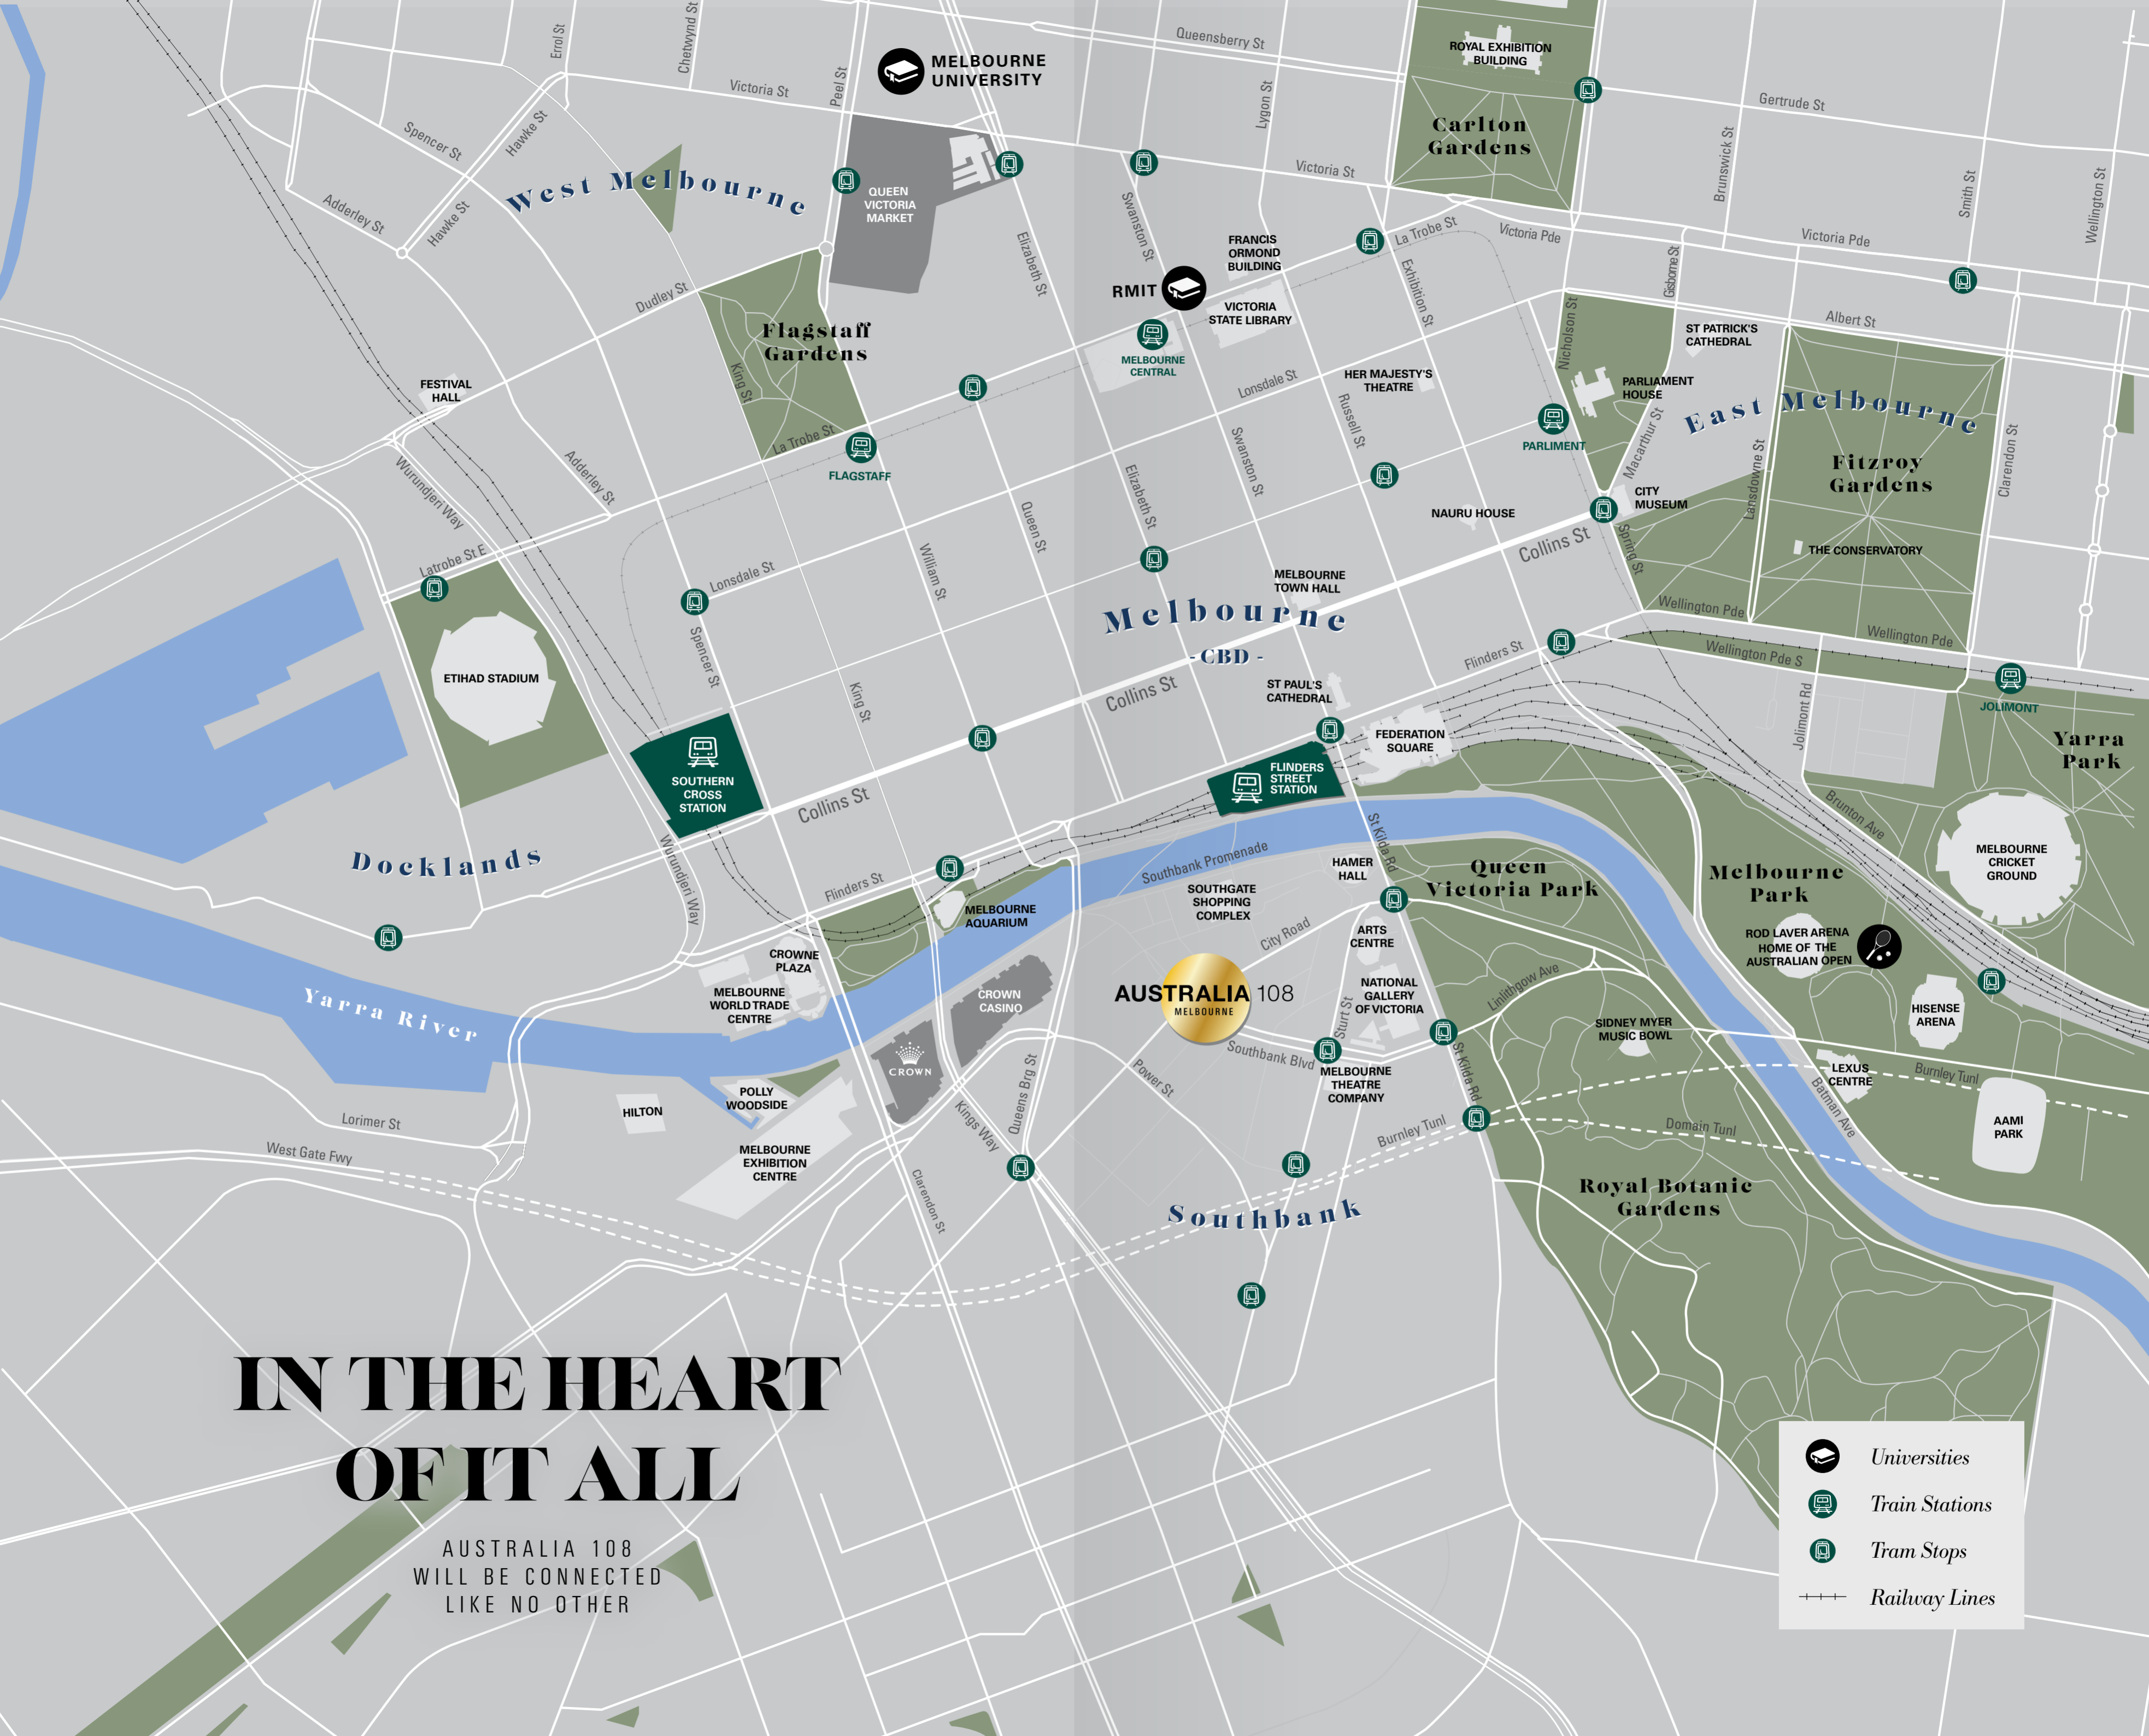 Errol St
Chetwynd St
Peel St
MELBOURNE
UNIVERSITY
Queensberry St
ROYAL EXHIBITION
BUILDING
Lygon St
Victoria St
Gertrude St
Spencer St
Hawke St
Carlton
Gardens
Brunswick St
Smith St
Wellington St
West Melbourne
QUEEN
VICTORIA
MARKET
Victoria St
Adderley St
Hawke St
Swanston St
Elizabeth St
FRANCIS
ORMOND
BUILDING
La Trobe St
Victoria Pde
Victoria Pde
Exhibition St
Gisborne St
RMIT
Dudley St
VICTORIA
STATE LIBRARY
Nicholson St
ST PATRICK'S
CATHEDRAL
Albert St
Flagstaff
Gardens
MELBOURNE
CENTRAL
FESTIVAL
HALL
King St
Lonsdale St
HER MAJESTY'S
THEATRE
PARLIAMENT
HOUSE
East Melbourne
Russell St
PARLIMENT
Macarthur St
La Trobe St
FLAGSTAFF
Swanston St
Lansdowne St
Clarendon St
Fitzroy
Gardens
Wurundjeri Way
Adderley St
Elizabeth St
Queen St
NAURU HOUSE
CITY
MUSEUM
Collins St
Spring St
THE CONSERVATORY
Latrobe St E
Lonsdale St
William St
MELBOURNE
TOWN HALL
Melbourne
- CBD -
Wellington Pde
Wellington Pde
Wellington Pde S
Flinders St
Spencer St
ETIHAD STADIUM
King St
Collins St
ST PAUL'S
CATHEDRAL
Jolimont Rd
JOLIMONT
FEDERATION
SQUARE
Yarra
Park
SOUTHERN
CROSS
STATION
FLINDERS
STREET
STATION
Collins St
Brunton Ave
St Kilda Rd
Docklands
Wurundjeri Way
Flinders St
Southbank Promenade
HAMER
HALL
Queen
Victoria Park
Melbourne
Park
MELBOURNE
CRICKET
GROUND
SOUTHGATE
SHOPPING
COMPLEX
MELBOURNE
AQUARIUM
City Road
ARTS
CENTRE
ROD LAVER ARENA
HOME OF THE
AUSTRALIAN OPEN
CROWNE
PLAZA
Yarra River
MELBOURNE
WORLD TRADE
CENTRE
CROWN
CASINO
AUSTRALIA 108
MELBOURNE
NATIONAL
GALLERY
OF VICTORIA
Sturt St
Linlithgow Ave
HISENSE
ARENA
SIDNEY MYER
MUSIC BOWL
CROWN
Southbank Blvd
St Kilda Rd
Power St
MELBOURNE
THEATRE
COMPANY
LEXUS
CENTRE
Burnley Tunl
Batman Ave
POLLY
WOODSIDE
HILTON
Lorimer St
Kings Way
Queens Brg St
Burnley Tunl
Domain Tunl
AAMI
PARK
West Gate Fwy
MELBOURNE
EXHIBITION
CENTRE
Clarendon St
Southbank
Royal Botanic
Gardens
IN THE HEART
OF IT ALL
AUSTRALIA 108
WILL BE CONNECTED
LIKE NO OTHER
Universities
Train Stations
Tram Stops
Railway Lines